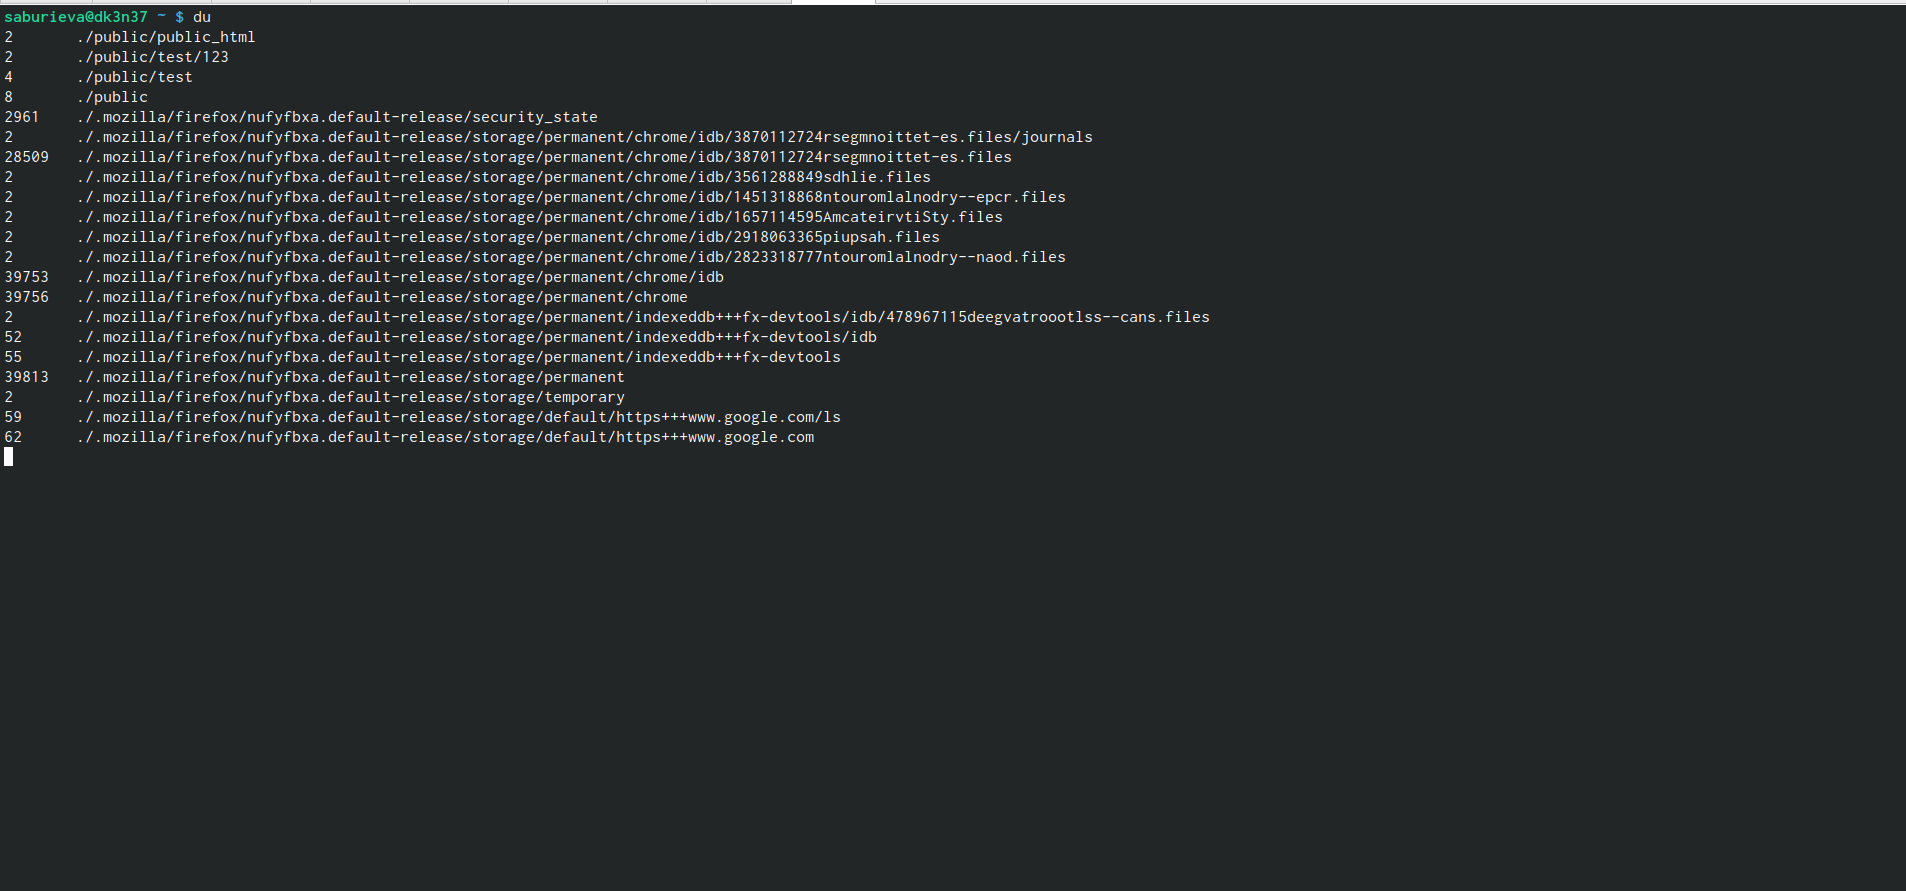 saburieva@dk3n37 ~ $ du
2       ./public/public_html
2       ./public/test/123
4       ./public/test
8       ./public
2961    ./.mozilla/firefox/nufyfbxa.default-release/security_state
2       ./.mozilla/firefox/nufyfbxa.default-release/storage/permanent/chrome/idb/3870112724rsegmnoittet-es.files/journals
28509   ./.mozilla/firefox/nufyfbxa.default-release/storage/permanent/chrome/idb/3870112724rsegmnoittet-es.files
2       ./.mozilla/firefox/nufyfbxa.default-release/storage/permanent/chrome/idb/3561288849sdhlie.files
2       ./.mozilla/firefox/nufyfbxa.default-release/storage/permanent/chrome/idb/1451318868ntouromlalnodry--epcr.files
2       ./.mozilla/firefox/nufyfbxa.default-release/storage/permanent/chrome/idb/1657114595AmcateirvtiSty.files
2       ./.mozilla/firefox/nufyfbxa.default-release/storage/permanent/chrome/idb/2918063365piupsah.files
2       ./.mozilla/firefox/nufyfbxa.default-release/storage/permanent/chrome/idb/2823318777ntouromlalnodry--naod.files
39753   ./.mozilla/firefox/nufyfbxa.default-release/storage/permanent/chrome/idb
39756   ./.mozilla/firefox/nufyfbxa.default-release/storage/permanent/chrome
2       ./.mozilla/firefox/nufyfbxa.default-release/storage/permanent/indexeddb+++fx-devtools/idb/478967115deegvatroootlss--cans.files
52      ./.mozilla/firefox/nufyfbxa.default-release/storage/permanent/indexeddb+++fx-devtools/idb
55      ./.mozilla/firefox/nufyfbxa.default-release/storage/permanent/indexeddb+++fx-devtools
39813   ./.mozilla/firefox/nufyfbxa.default-release/storage/permanent
2       ./.mozilla/firefox/nufyfbxa.default-release/storage/temporary
59      ./.mozilla/firefox/nufyfbxa.default-release/storage/default/https+++www.google.com/ls
62      ./.mozilla/firefox/nufyfbxa.default-release/storage/default/https+++www.google.com